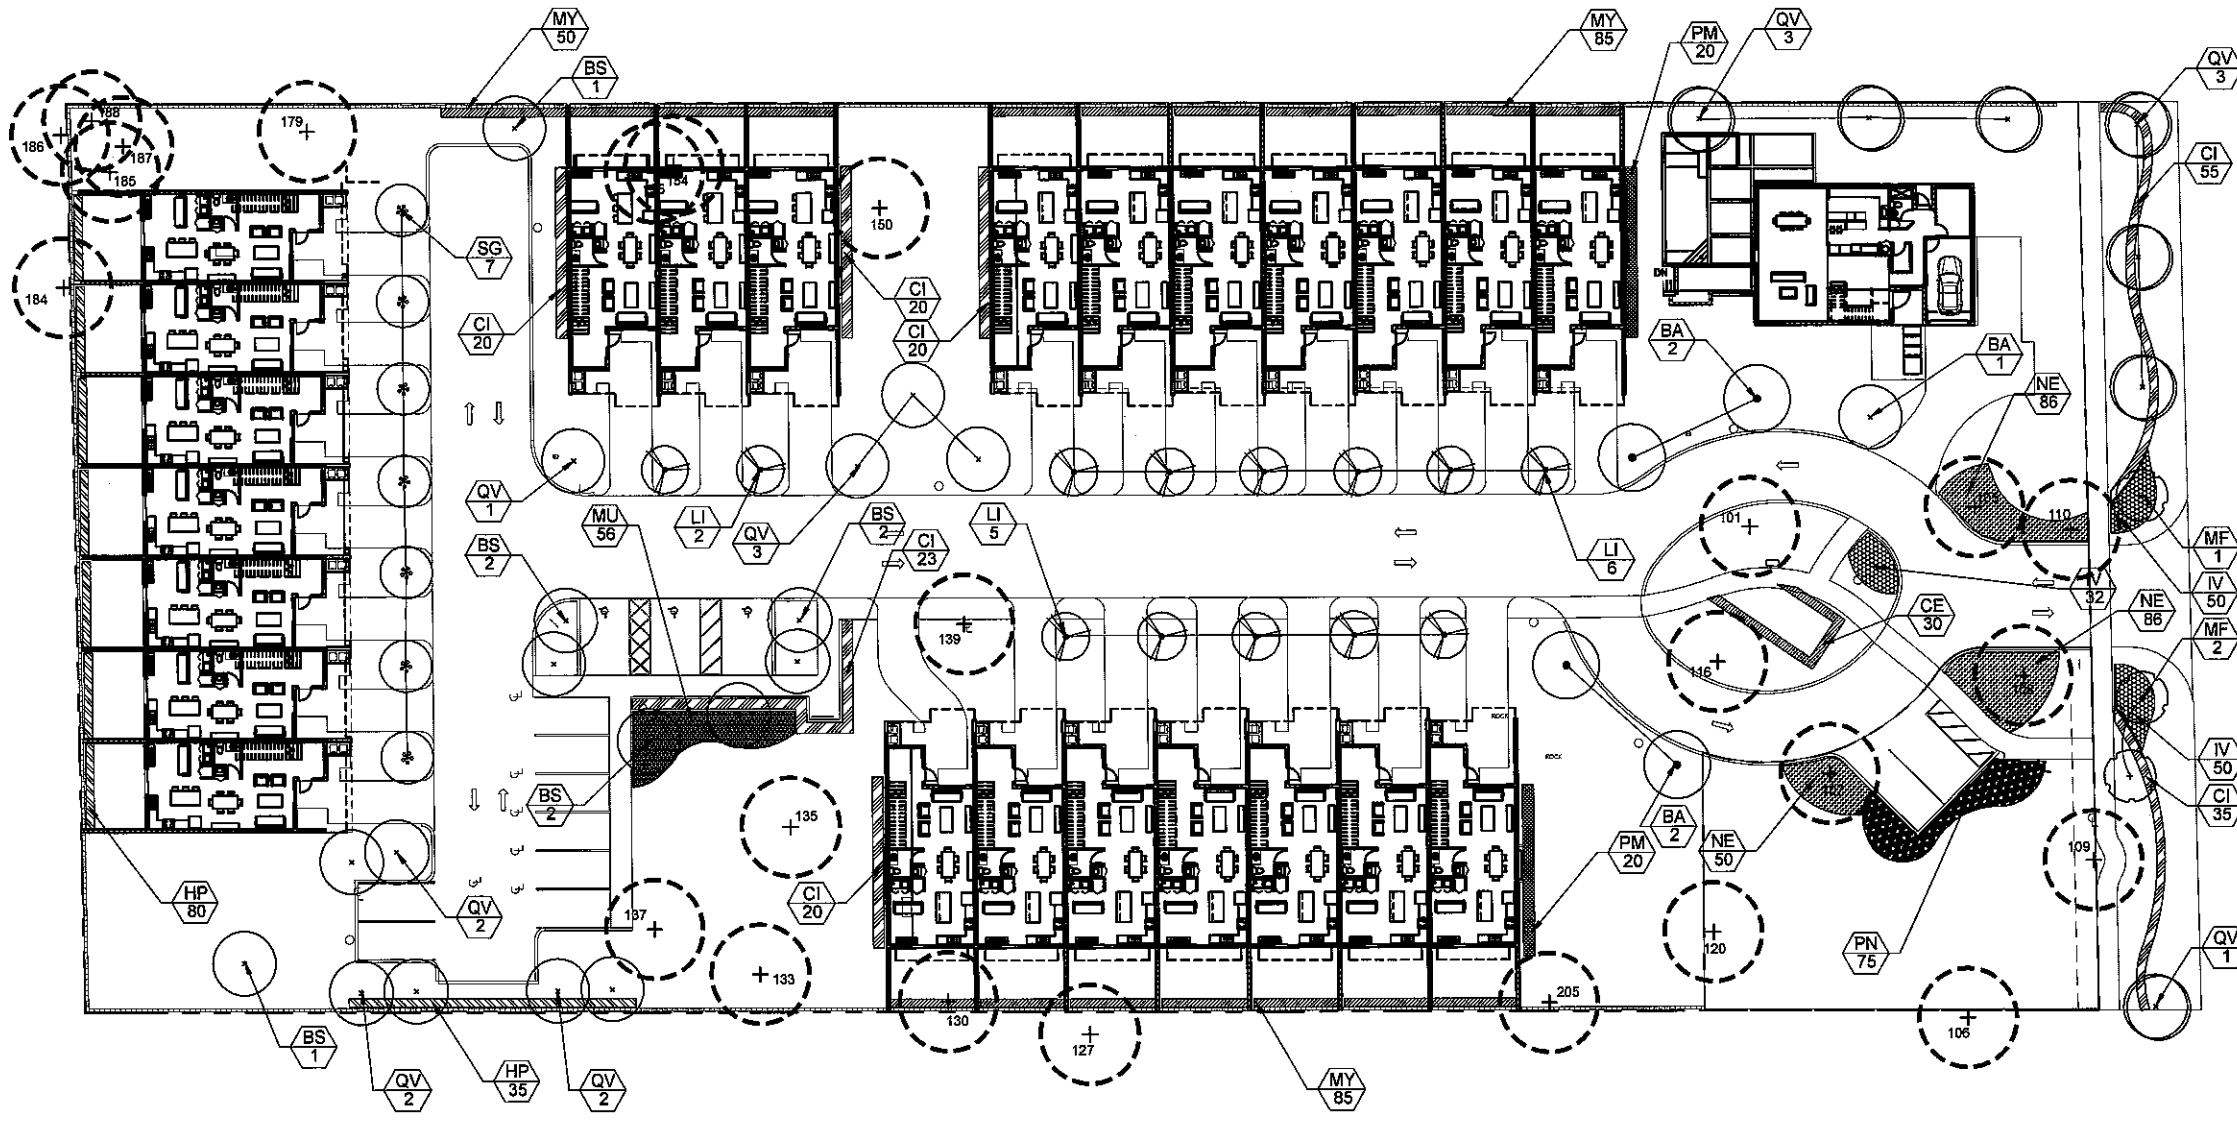 MY
50
BS
1
MY
85
PM
20
QV
3
QV
3
188
186
187
185
179
154
150
CI
55
184
SG
7
CI
20
CI
20
CI
20
DN
BA
2
BA
1
NE
86
QV
1
MU
56
LI
2
QV
3
BS
2
BS
2
CI
23
LI
5
LI
6
101
110
MF
1
IV
50
IV
32
NE
86
CE
30
MF
2
139
116
ROCK
ROCK
IV
50
CI
35
BS
2
135
BA
2
PM
20
NE
50
109
HP
80
QV
2
137
CI
20
133
120
PN
75
QV
1
205
130
127
106
BS
1
QV
2
HP
35
QV
2
MY
85